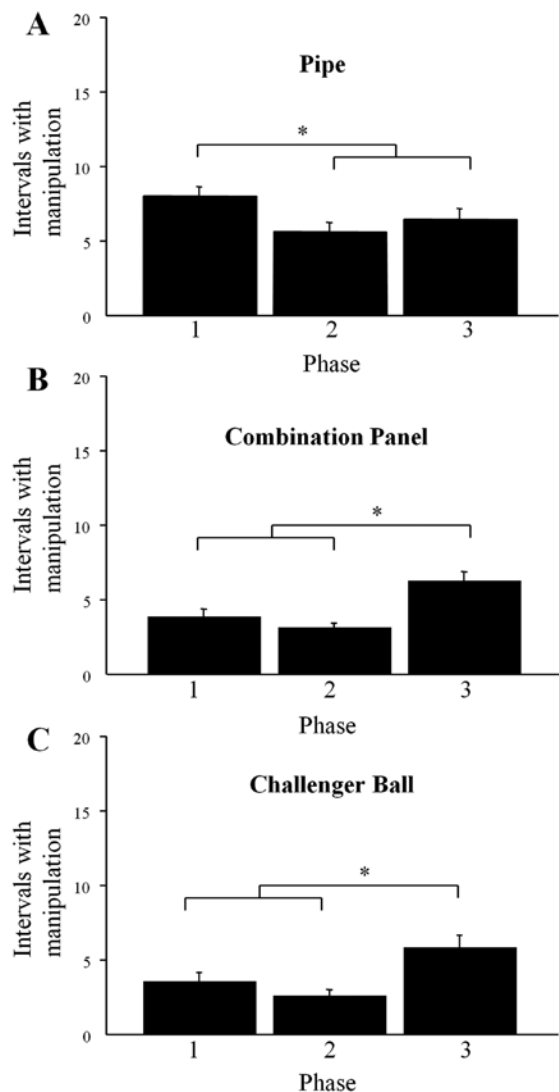 A
Pipe
Intervals with
manipulation
20
15
10
5
0
*
1 2 3
Phase
B
Combination Panel
Intervals with
manipulation
20
15
10
5
0
*
1 2 3
Phase
C
Challenger Ball
Intervals with
manipulation
20
15
10
5
0
*
1 2 3
Phase